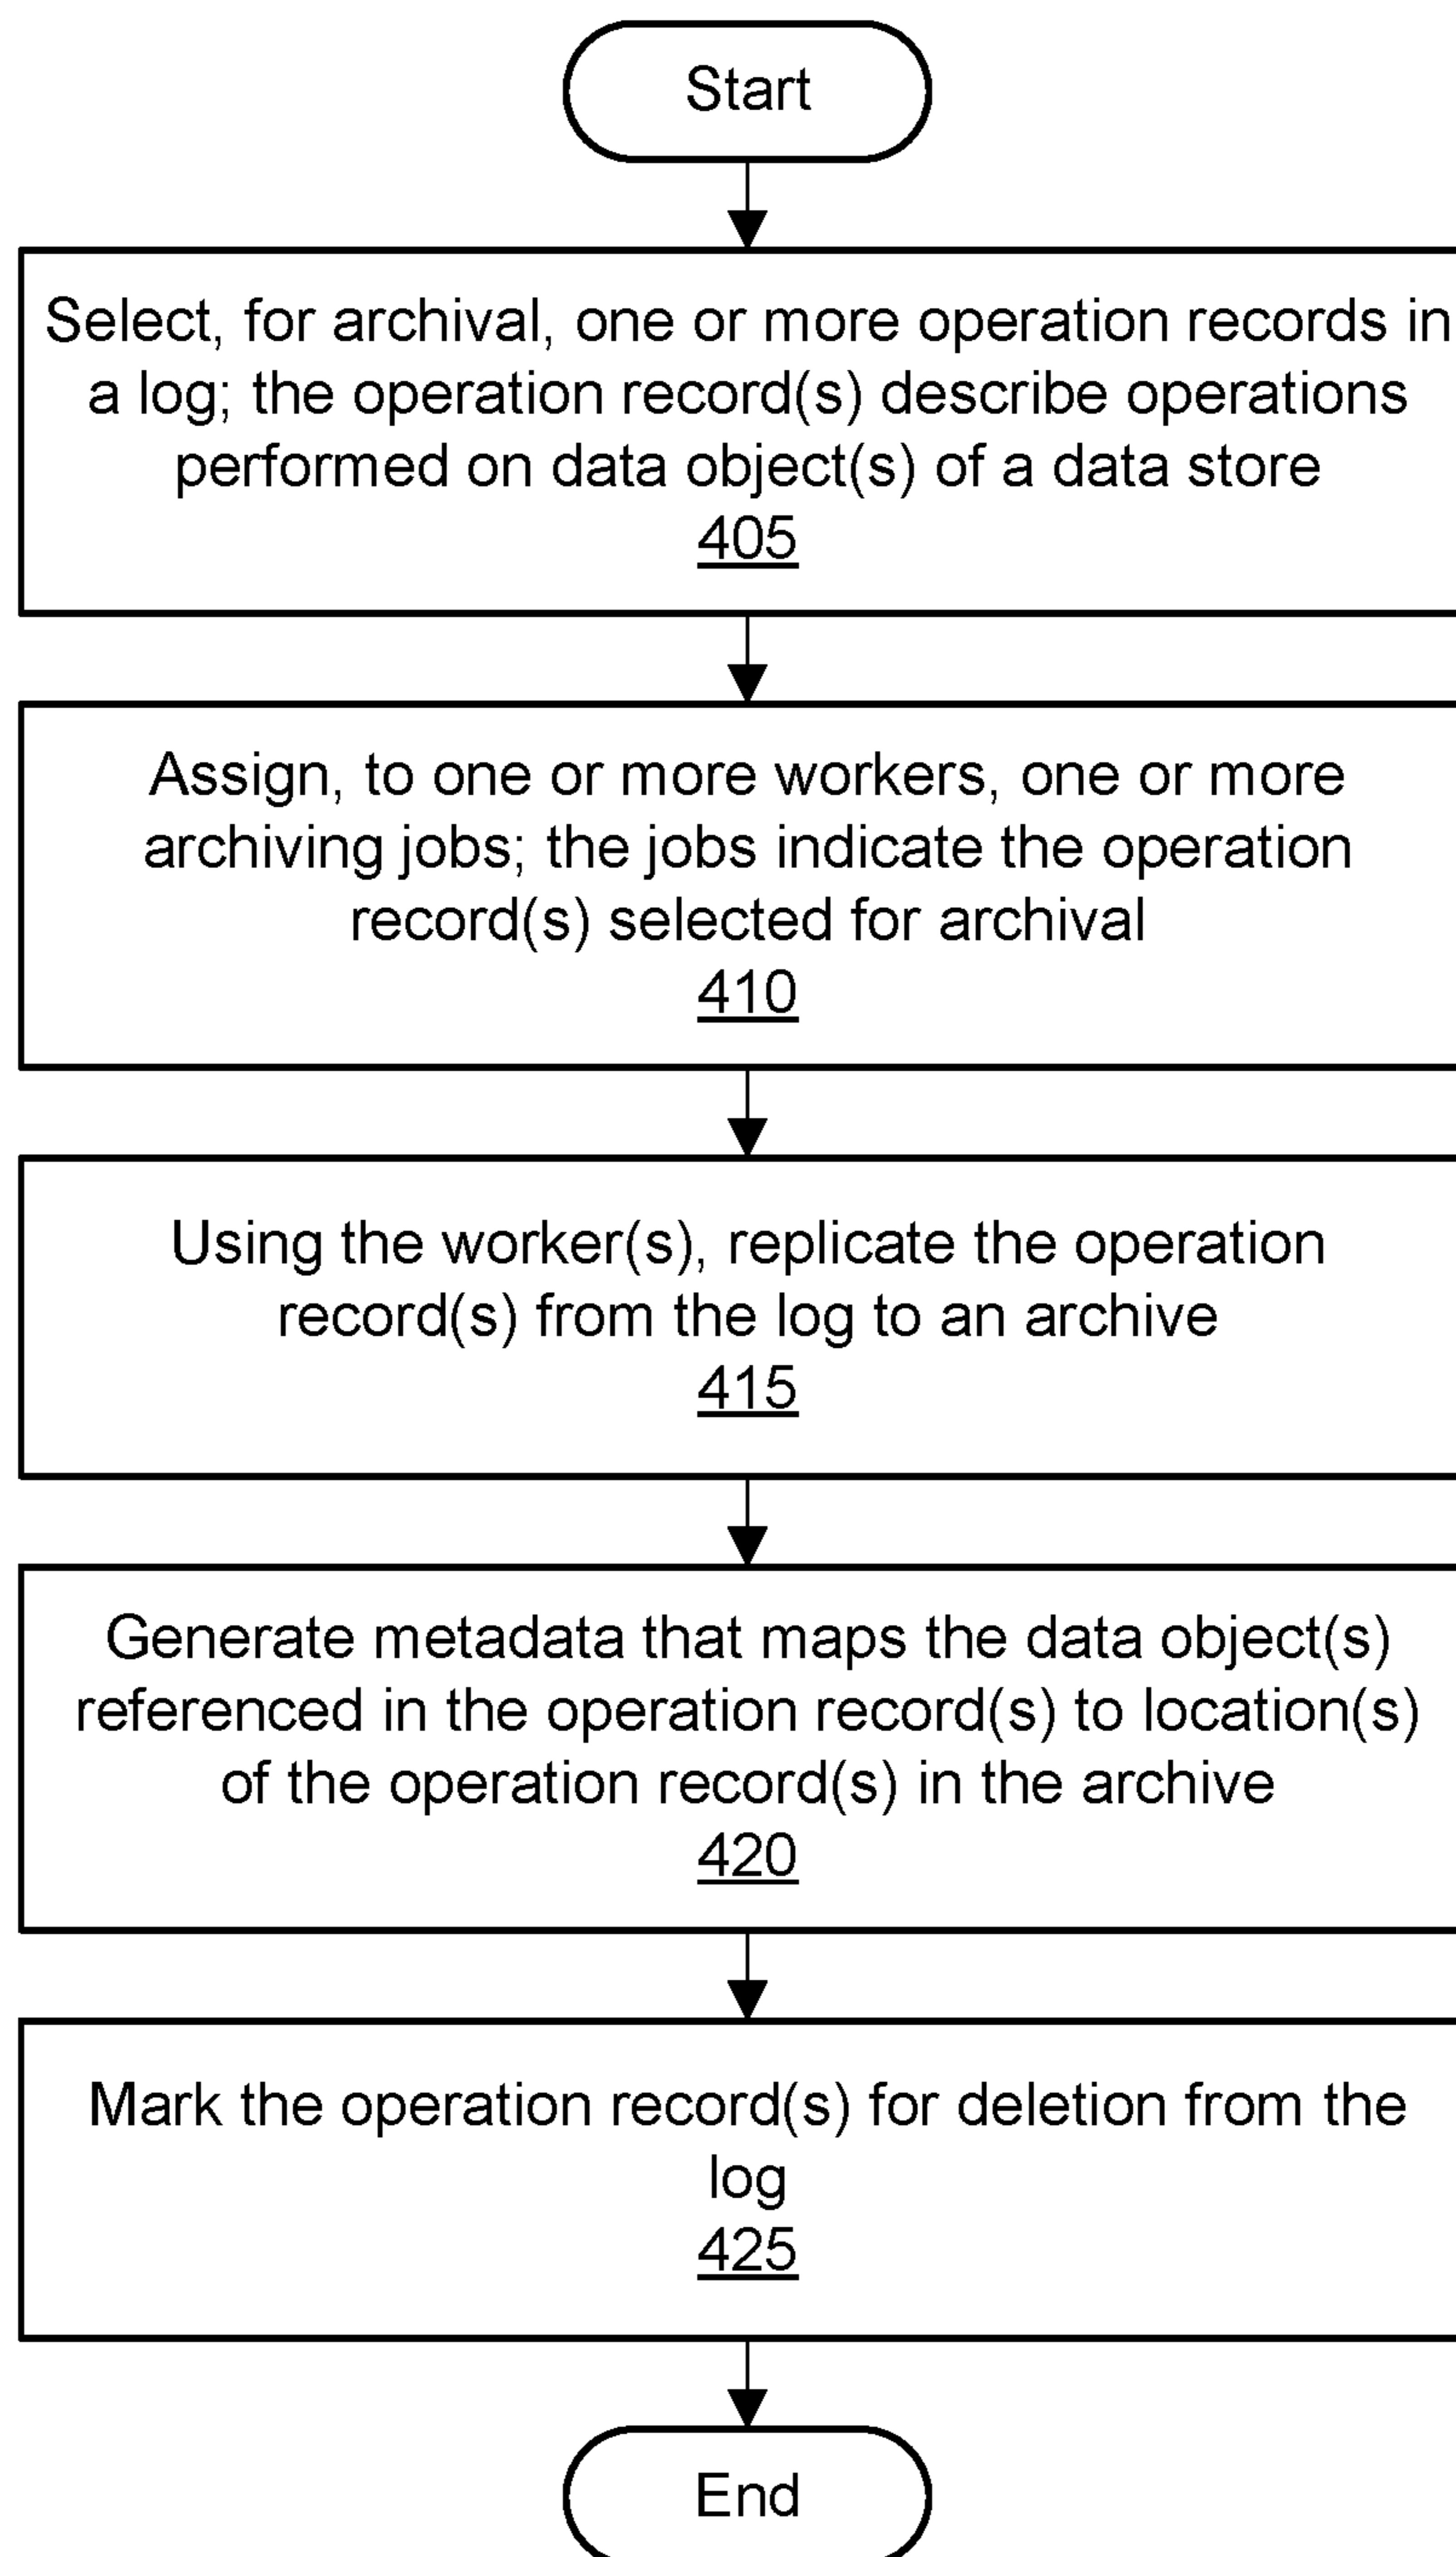 Start
Select, for archival, one or more operation records in
a log; the operation record(s) describe operations
performed on data object(s) of a data store
405
Assign, to one or more workers, one or more
archiving jobs; the jobs indicate the operation
record(s) selected for archival
410
Using the worker(s), replicate the operation
record(s) from the log to an archive
415
Generate metadata that maps the data object(s)
referenced in the operation record(s) to location(s)
of the operation record(s) in the archive
420
Mark the operation record(s) for deletion from the
log
425
End